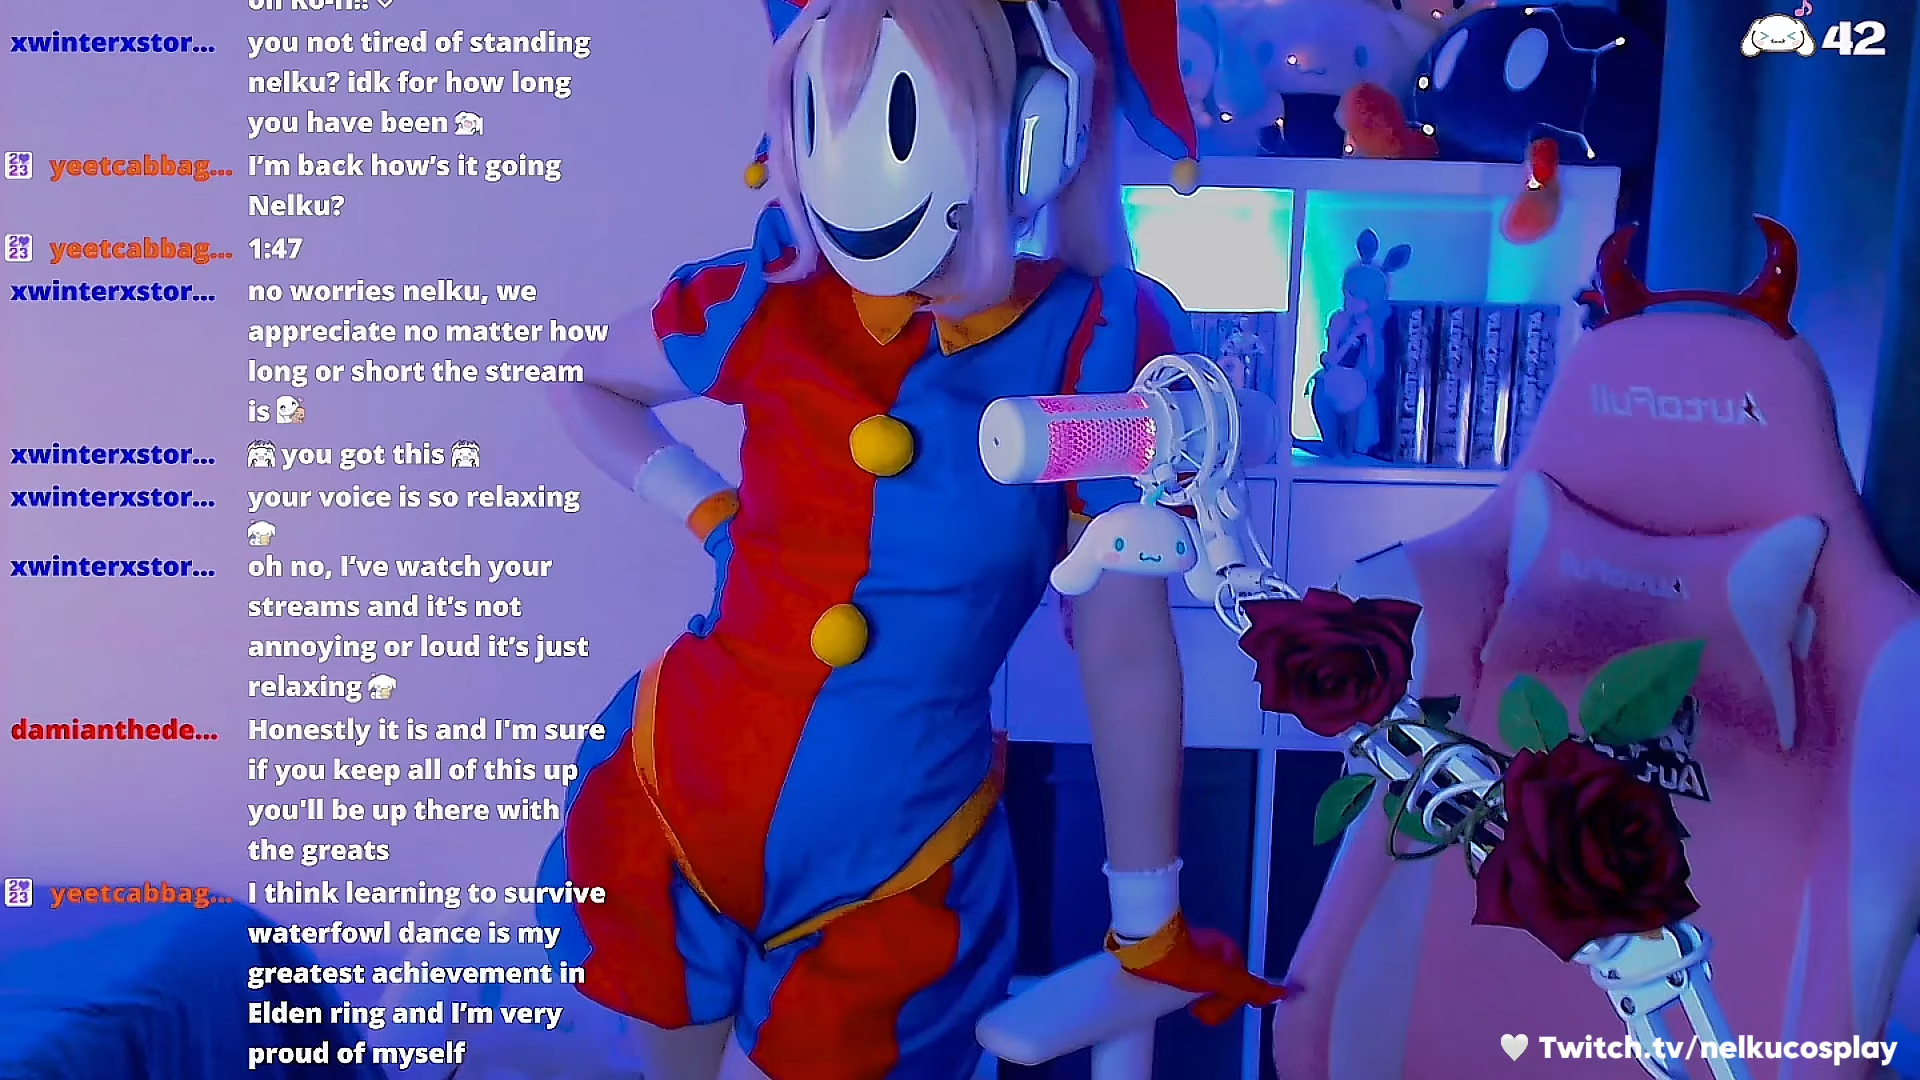 on Ko-fi!! ♡
xwinterxstor... you not tired of standing
nelku? idk for how long
you have been
yeetcabbag... I'm back how's it going
Nelku?
yeetcabbag... 1:47
xwinterxstor... no worries nelku, we
appreciate no matter how
long or short the stream
is
xwinterxstor... you got this
xwinterxstor... your voice is so relaxing
xwinterxstor... oh no, I've watch your
streams and it's not
annoying or loud it's just
relaxing
damianthede... Honestly it is and I'm sure
if you keep all of this up
you'll be up there with
the greats
yeetcabbag... I think learning to survive
waterfowl dance is my
greatest achievement in
Elden ring and I'm very
proud of myself
42
AutoFull
AutoFull
Twitch.tv/nelkucosplay